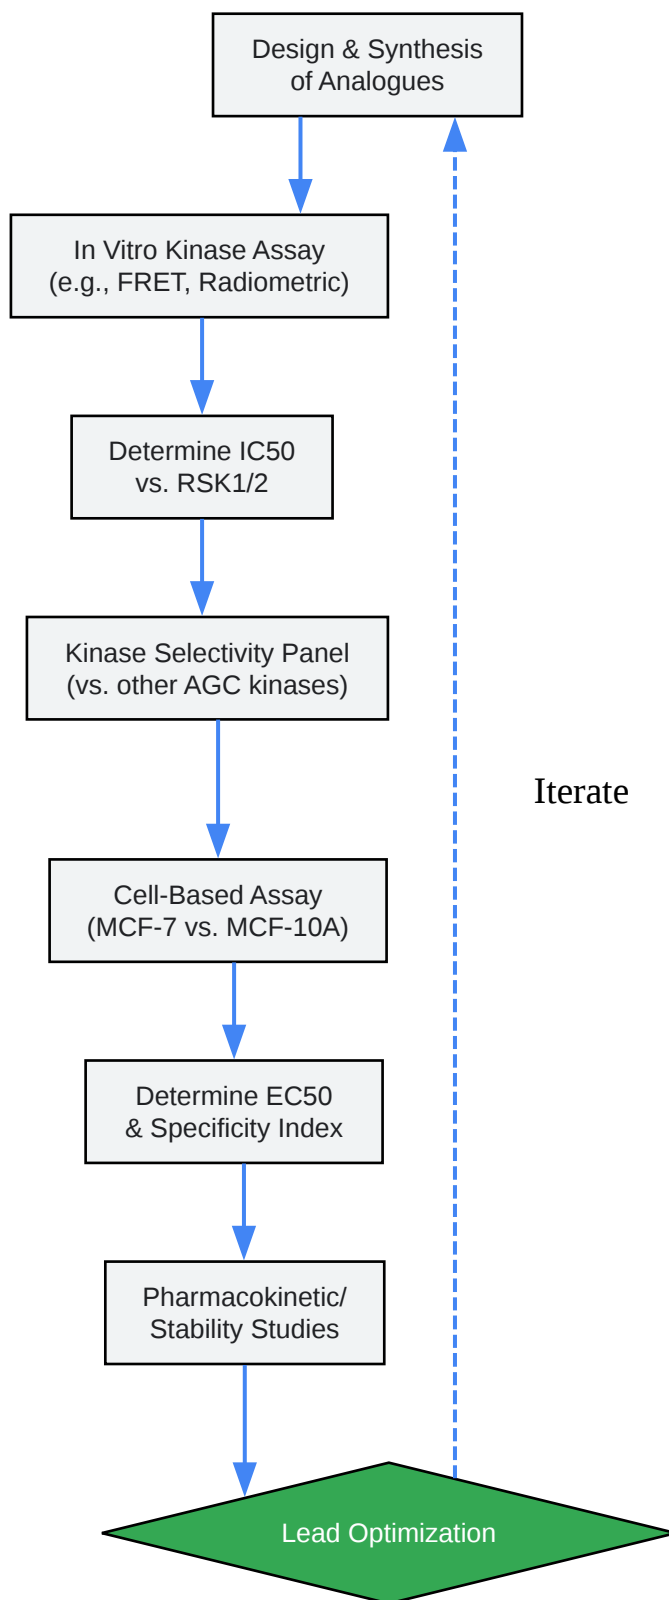 Design & Synthesis
of Analogues
In Vitro Kinase Assay
(e.g., FRET, Radiometric)
Determine IC50
vs. RSK1/2
Kinase Selectivity Panel
(vs. other AGC kinases)
Iterate
Cell-Based Assay
(MCF-7 vs. MCF-10A)
Determine EC50
& Specificity Index
Pharmacokinetic/
Stability Studies
Lead Optimization